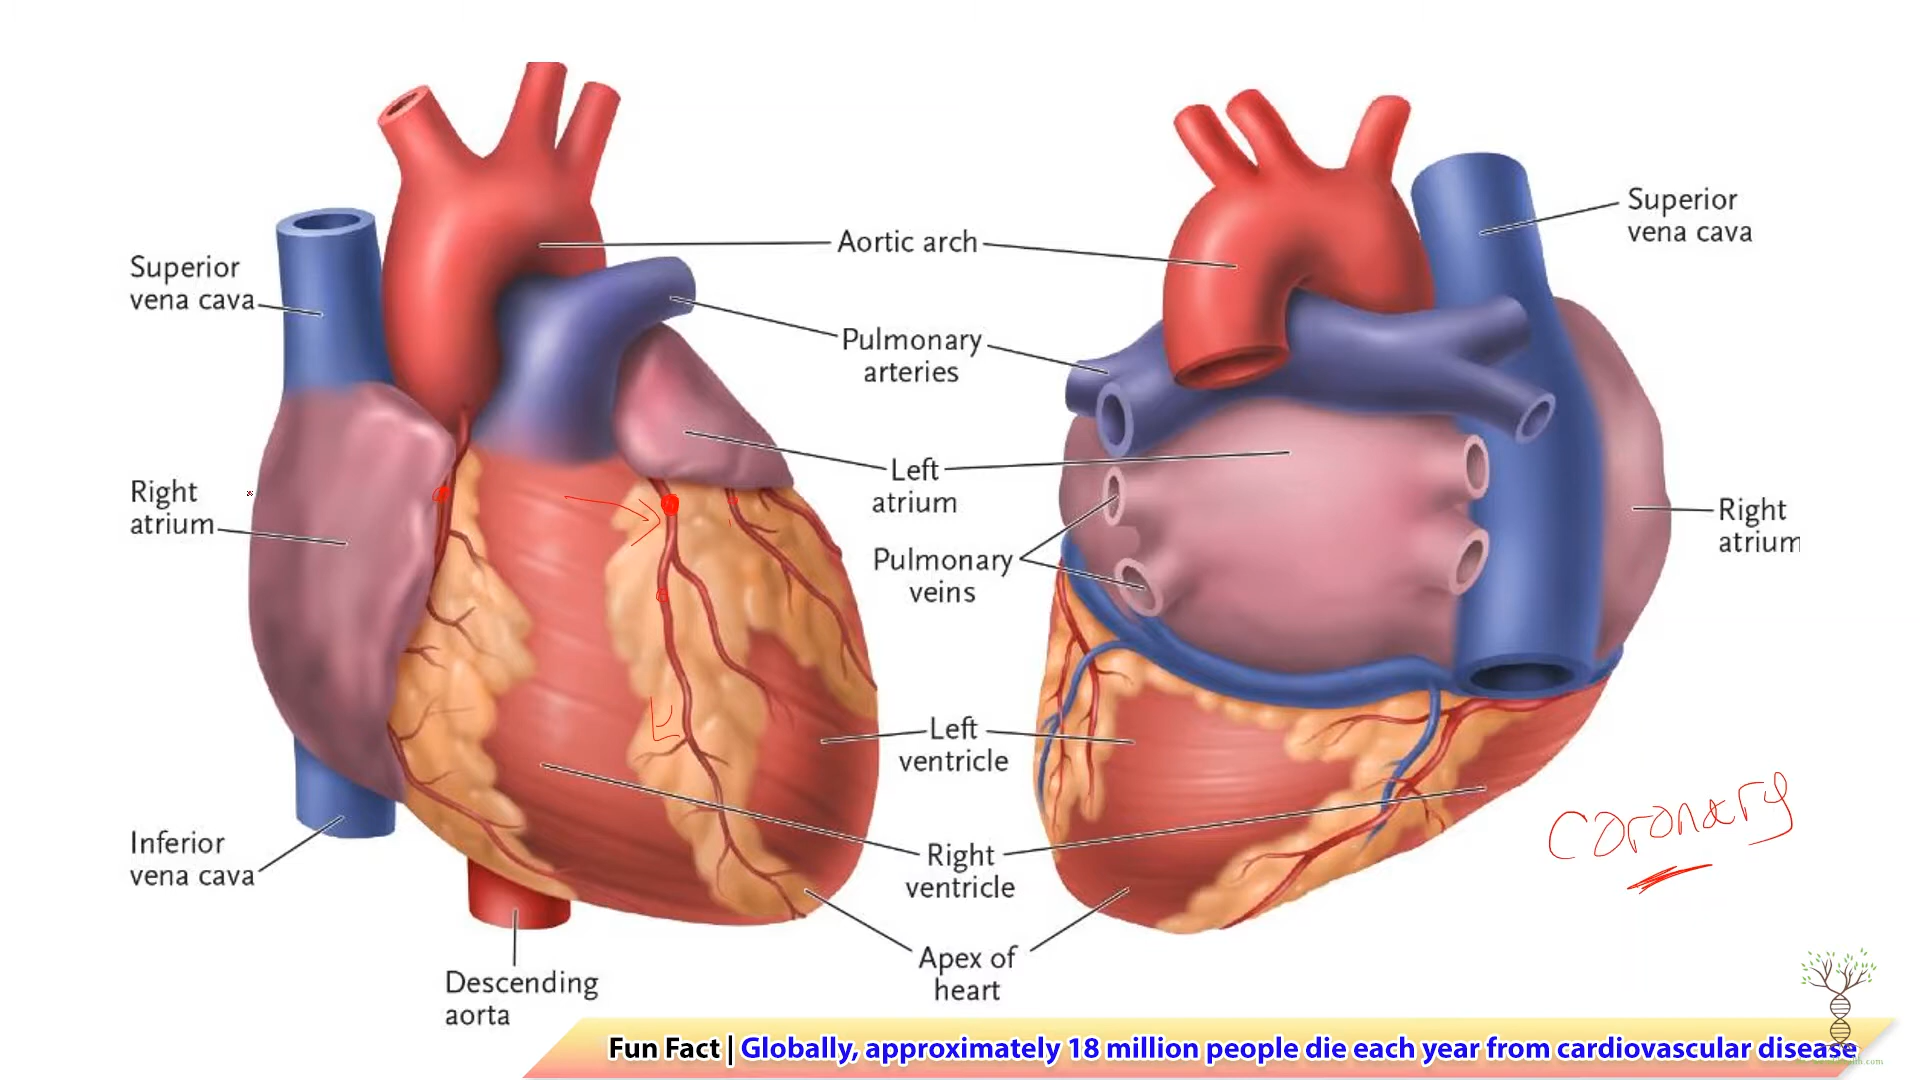 Superior
vena cava
Aortic arch
Superior
vena cava
Pulmonary
arteries
Left
atrium
Right
atrium
Right
atrium
Pulmonary
veins
Left
ventricle
Right
ventricle
Inferior
vena cava
Coronary
Apex of
heart
Descending
aorta
Fun Fact | Globally, approximately 18 million people die each year from cardiovascular disease